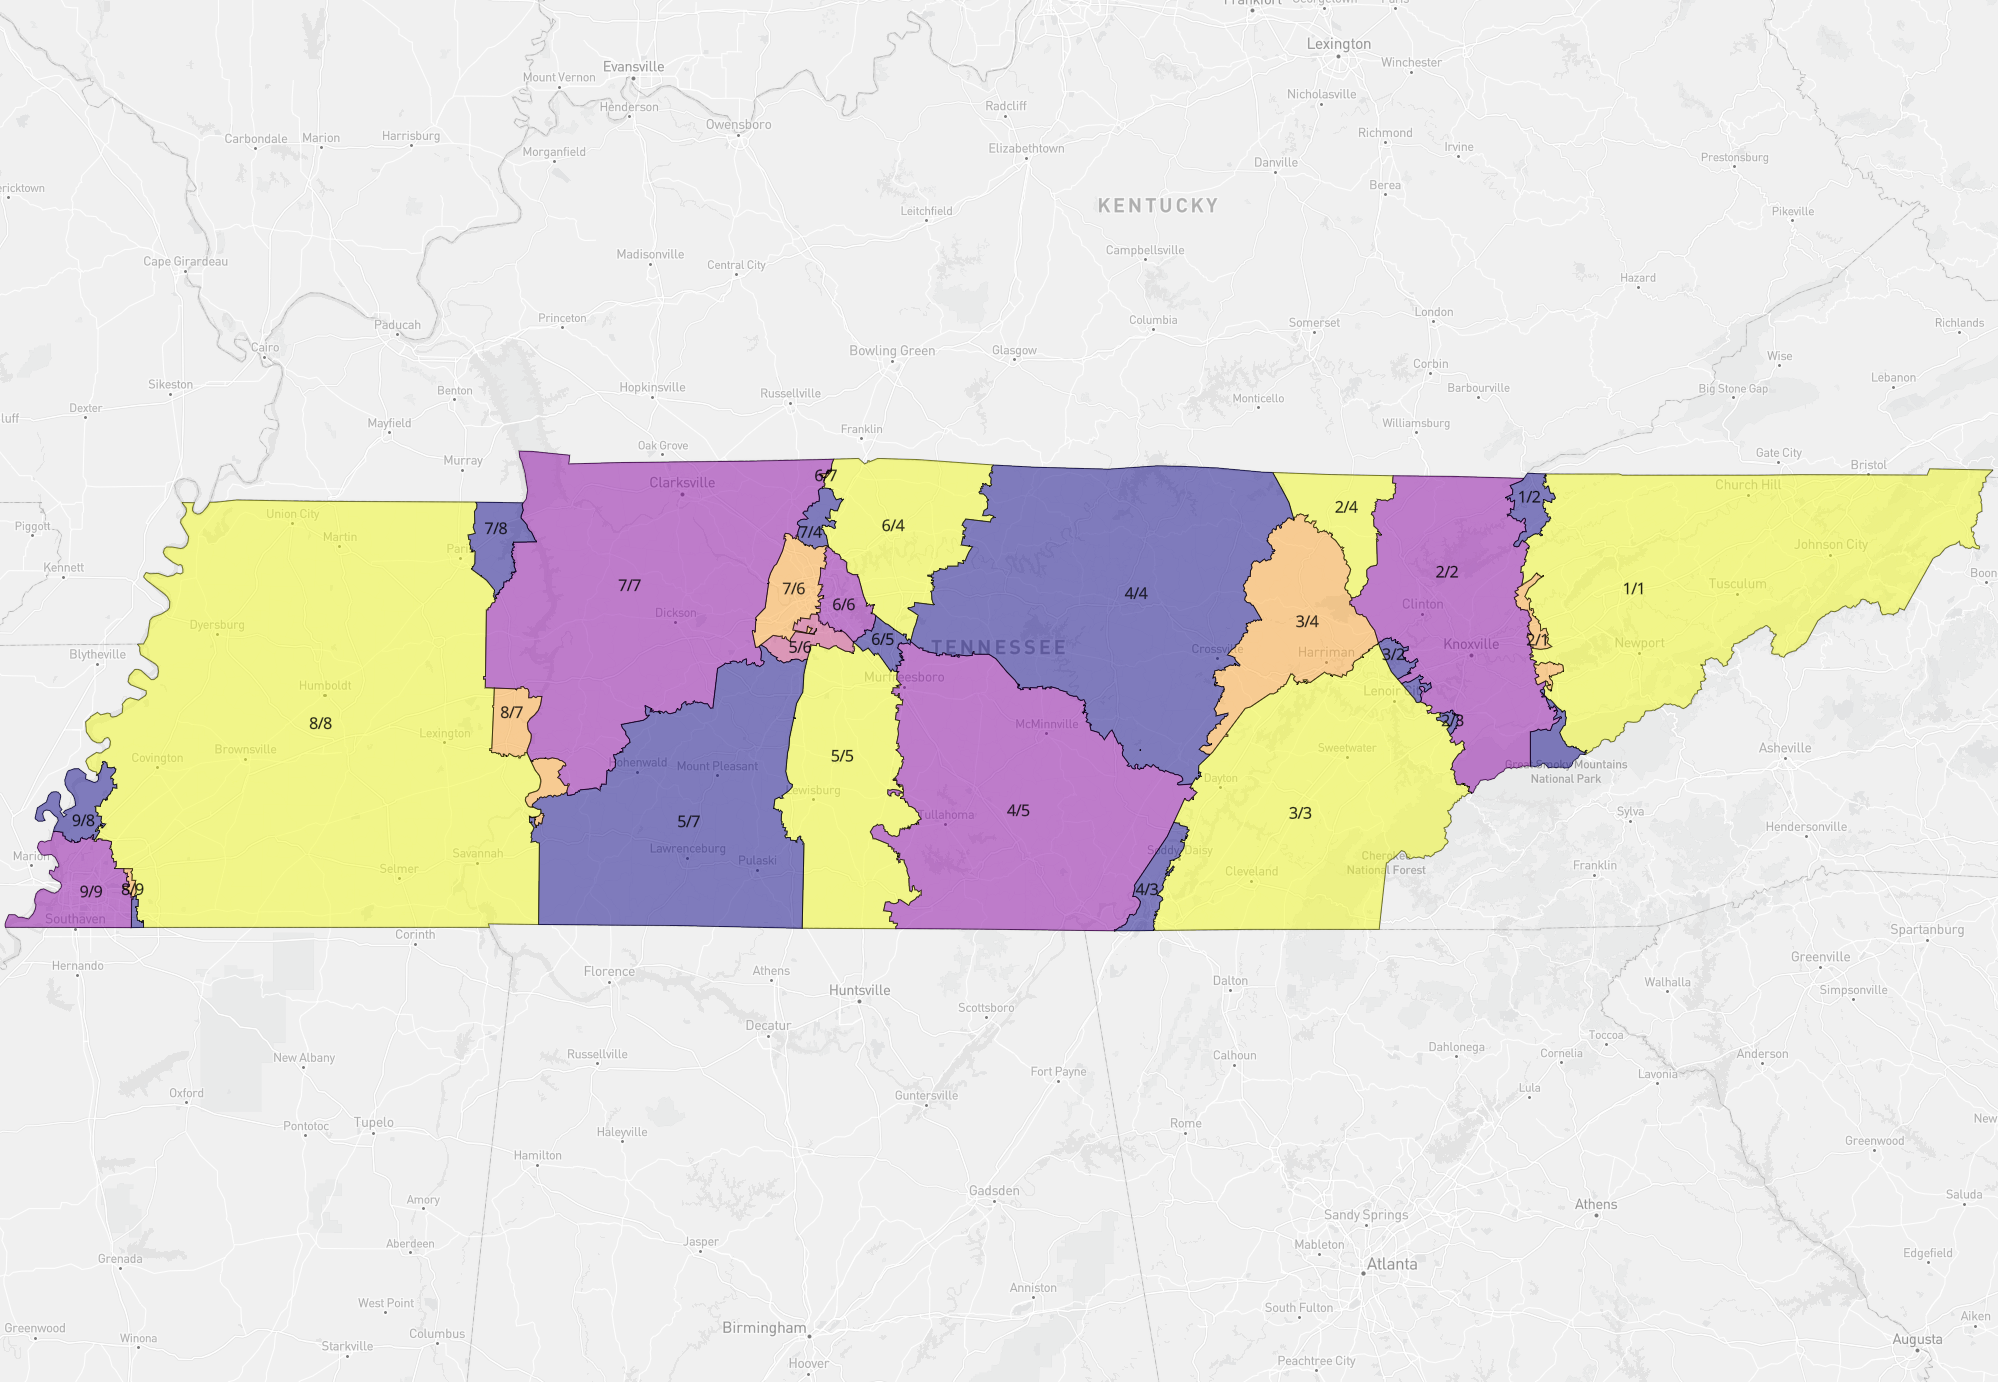 Frankfort
Georgetown
Paris
Lexington
Winchester
Evansville
Mount Vernon
Henderson
Nicholasville
Radcliff
Owensboro
Richmond
Carbondale
Marion
Harrisburg
Irvine
Elizabethtown
Morganfield
Danville
Prestonsburg
Berea
ericktown
KENTUCKY
Leitchfield
Pikeville
Campbellsville
Madisonville
Cape Girardeau
Central City
Hazard
Princeton
Columbia
Somerset
London
Richlands
Paducah
Cairo
Bowling Green
Glasgow
Wise
Corbin
Sikeston
Hopkinsville
Benton
Barbourville
Big Stone Gap
Lebanon
Russellville
Monticello
Dexter
luff
Mayfield
Williamsburg
Franklin
Oak Grove
Murray
Gate City
Bristol
6/7
Clarksville
Church Hill
1/2
2/4
Union City
Piggott
7/8
6/4
7/4
Martin
Johnson City
Paris
Kennett
Boon
7/7
2/2
Tusculum
7/6
1/1
4/4
6/6
Clinton
Dickson
3/4
Dyersburg
6/5
2/1
5/6
TENNESSEE
Crossville
Harriman
3/2
Knoxville
Newport
Blytheville
Murfreesboro
Humboldt
Lenoir City
8/7
8/8
McMinnville
2/3
Lexington
Brownsville
Covington
5/5
Sweetwater
Asheville
Hohenwald
Mount Pleasant
Great Smoky Mountains
National Park
Dayton
Lewisburg
9/8
5/7
4/5
Tullahoma
3/3
Sylva
Hendersonville
Lawrenceburg
Soddy-Daisy
Marion
Savannah
Pulaski
Cherokee
National Forest
Franklin
Selmer
Cleveland
9/9
8/9
4/3
Southaven
Corinth
Spartanburg
Hernando
Florence
Athens
Greenville
Dalton
Walhalla
Huntsville
Simpsonville
Scottsboro
Decatur
Toccoa
Dahlonega
New Albany
Russellville
Calhoun
Cornelia
Anderson
Fort Payne
Lavonia
Oxford
Guntersville
Lula
Tupelo
Pontotoc
Rome
New
Haleyville
Greenwood
Hamilton
Gadsden
Amory
Athens
Saluda
Sandy Springs
Aberdeen
Jasper
Mableton
Grenada
Atlanta
Edgefield
Anniston
West Point
South Fulton
Aiken
Greenwood
Birmingham
Winona
Columbus
Augusta
Starkville
Hoover
Peachtree City